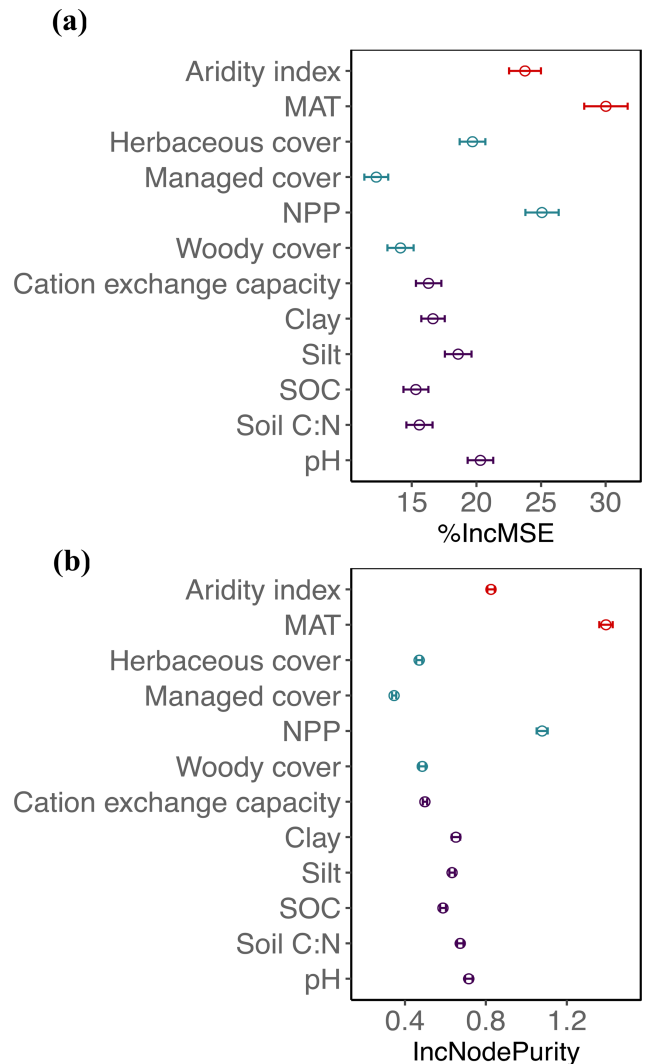 (a)
Aridity index
MAT
Herbaceous cover
Managed cover
NPP
Woody cover
Cation exchange capacity
Clay
Silt
SOC
Soil C:N
pH
15 20 25 30
%IncMSE
(b)
Aridity index
MAT
Herbaceous cover
Managed cover
NPP
Woody cover
Cation exchange capacity
Clay
Silt
SOC
Soil C:N
pH
0.4 0.8 1.2
IncNodePurity